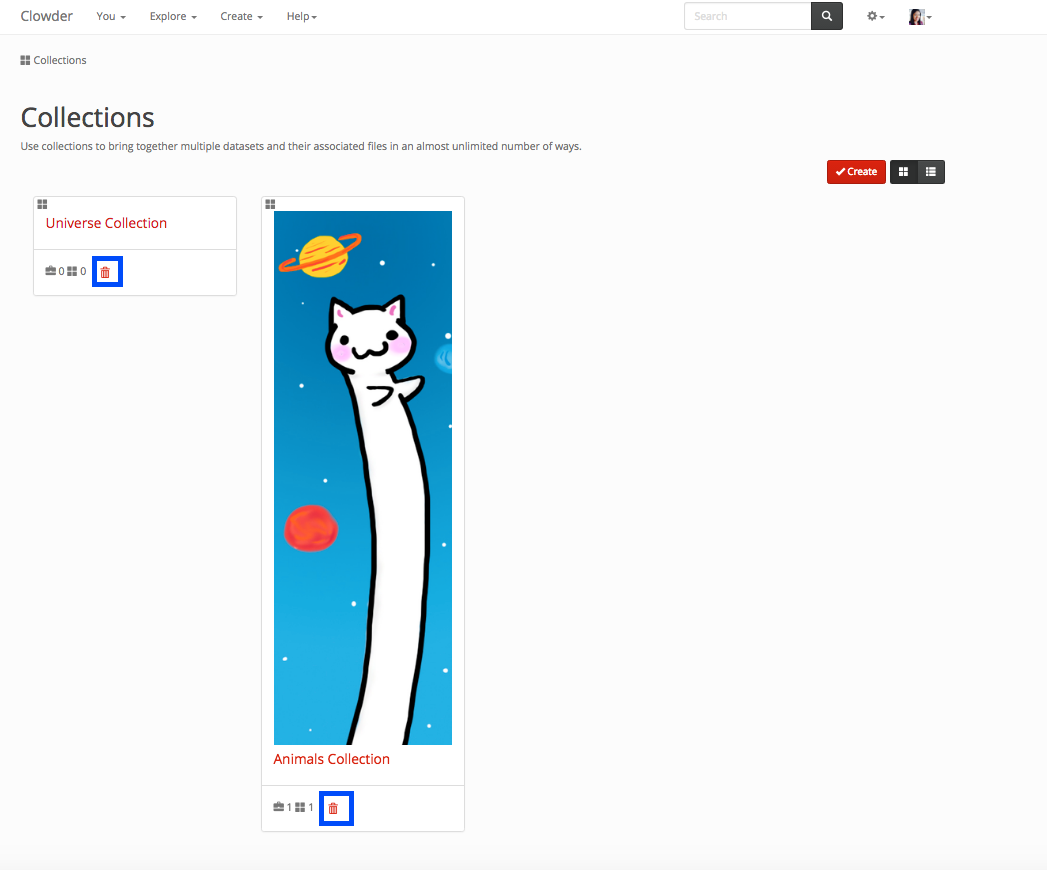 Clowder You Explore Create Help Search
Collections
Collections
Use collections to bring together multiple datasets and their associated files in an almost unlimited number of ways.
Create
Universe Collection
0 0
Animals Collection
1 1